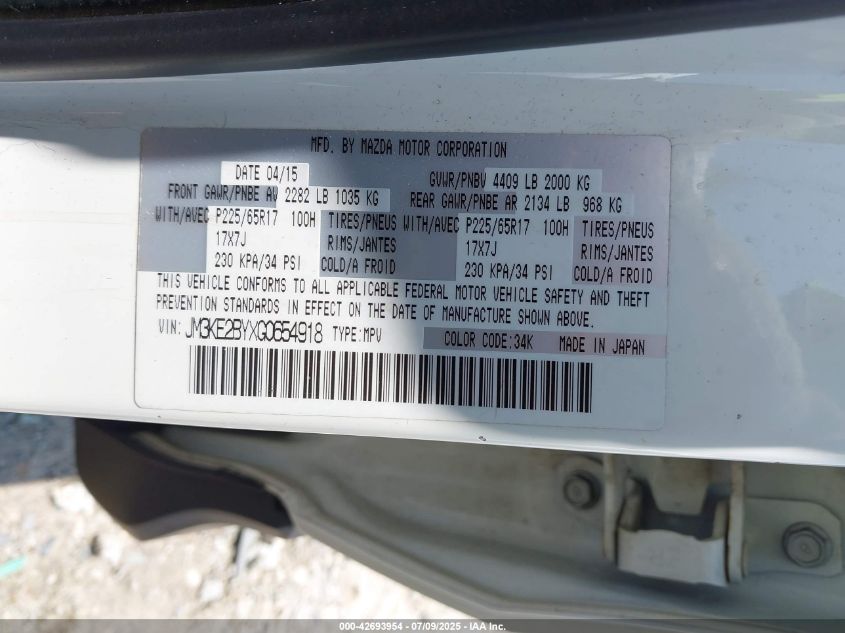 MFD. BY MAZDA MOTOR CORPORATION
DATE 04/15 GVWR/PNBV 4409 LB 2000 KG
FRONT GAWR/PNBE AV 2282 LB 1035 KG REAR GAWR/PNBE AR 2134 LB 968 KG
WITH/AVEC P225/65R17 100H TIRES/PNEUS WITH/AVEC P225/65R17 100H TIRES/PNEUS
17X7J RIMS/JANTES 17X7J RIMS/JANTES
230 KPA/34 PSI COLD/A FROID 230 KPA/34 PSI COLD/A FROID
THIS VEHICLE CONFORMS TO ALL APPLICABLE FEDERAL MOTOR VEHICLE SAFETY AND THEFT
PREVENTION STANDARDS IN EFFECT ON THE DATE OF MANUFACTURE SHOWN ABOVE.
VIN: JM3KE2BYXG0654918 TYPE:MPV COLOR CODE:34K MADE IN JAPAN
000-42693954 | 07/09/2025 - IAA Inc.